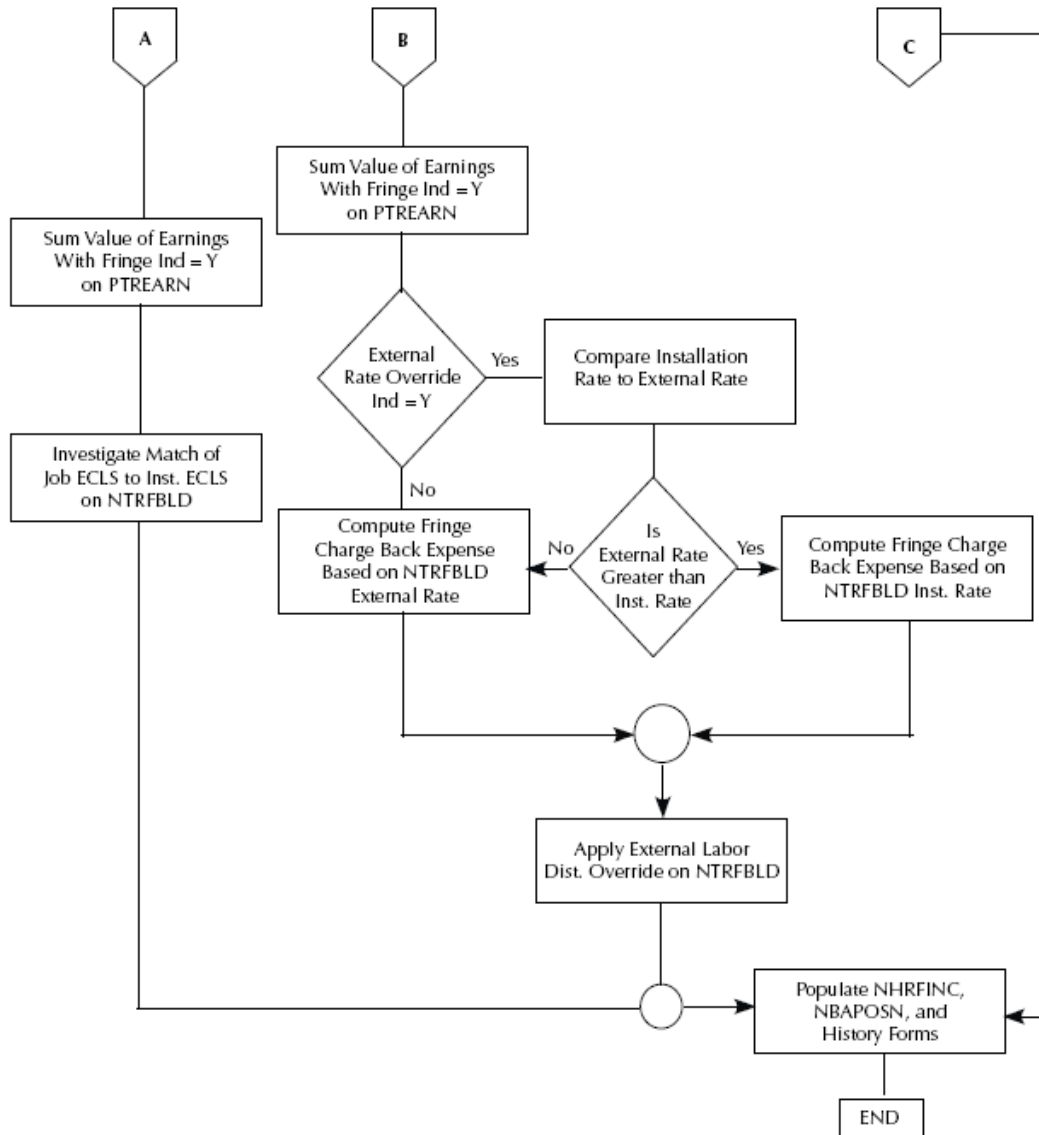 A
B
C
Sum Value of Earnings
With Fringe Ind = Y
on PTREARN
Sum Value of Earnings
With Fringe Ind = Y
on PTREARN
External
Rate Override
Ind = Y
Yes
Compare Installation
Rate to External Rate
Investigate Match of
Job ECLS to Inst. ECLS
on NTRFBLD
No
Compute Fringe
Charge Back Expense
Based on NTRFBLD
External Rate
No
Is
External Rate
Greater than
Inst. Rate
Yes
Compute Fringe Charge
Back Expense Based on
NTRFBLD Inst. Rate
Apply External Labor
Dist. Override on NTRFBLD
Populate NHRFINC,
NBAPOSN, and
History Forms
END